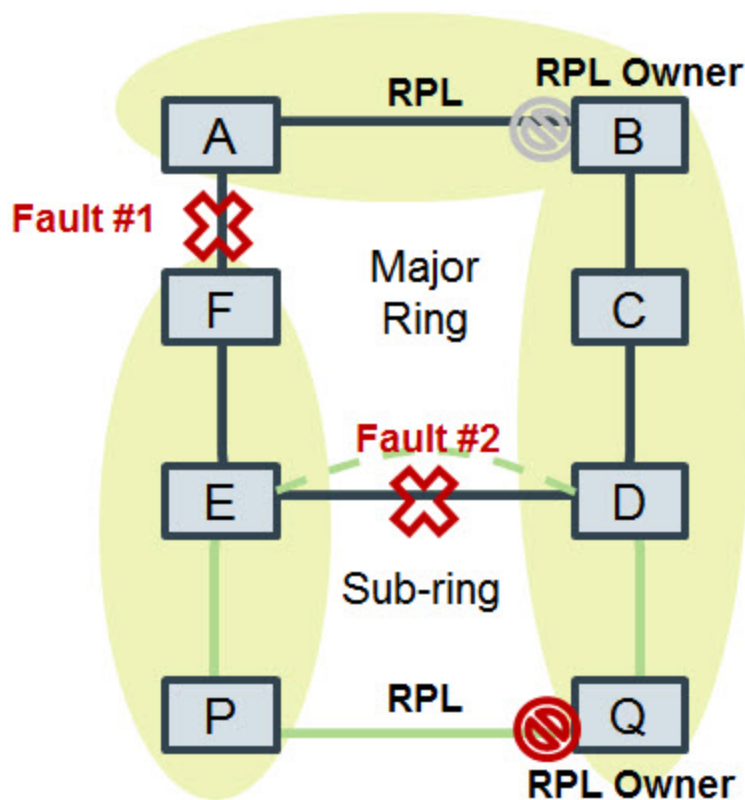 RPL Owner
RPL
A
B
Fault #1
Major
Ring
F
C
Fault #2
E
D
Sub-ring
RPL
P
Q
RPL Owner